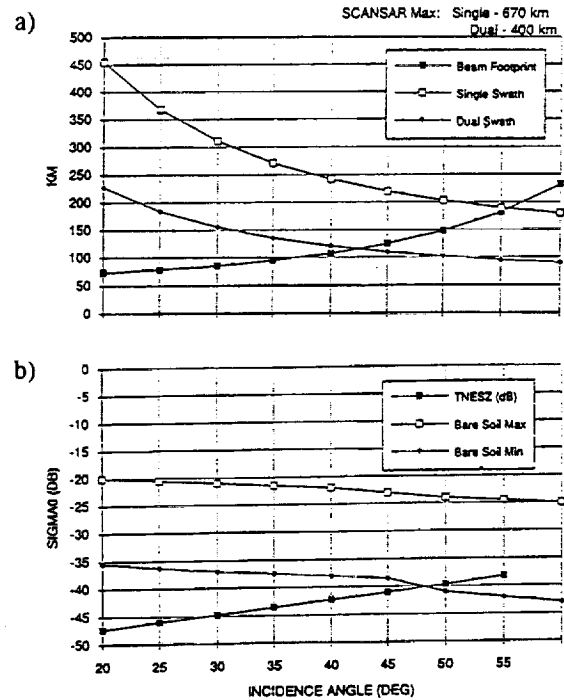 SCANSAR Max: Single - 670 km
Dual - 400 km
a)
500
450
400
350
300
250
200
150
100
50
0
KM
Beam Footprint
Single Swath
Dual Swath
b)
0
-5
-10
-15
-20
-25
-30
-35
-40
-45
-50
SIGMA0 (DB)
TNESZ (dB)
Bare Soil Max
Bare Soil Min
20 25 30 35 40 45 50 55
INCIDENCE ANGLE (DEG)